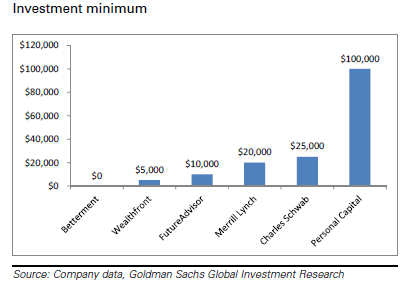 Investment minimum
$120,000
$100,000
$80,000
$60,000
$40,000
$20,000
$0
$0
$5,000
$10,000
$20,000
$25,000
$100,000
Betterment
Wealthfront
FutureAdvisor
Merrill Lynch
Charles Schwab
Personal Capital
Source: Company data, Goldman Sachs Global Investment Research